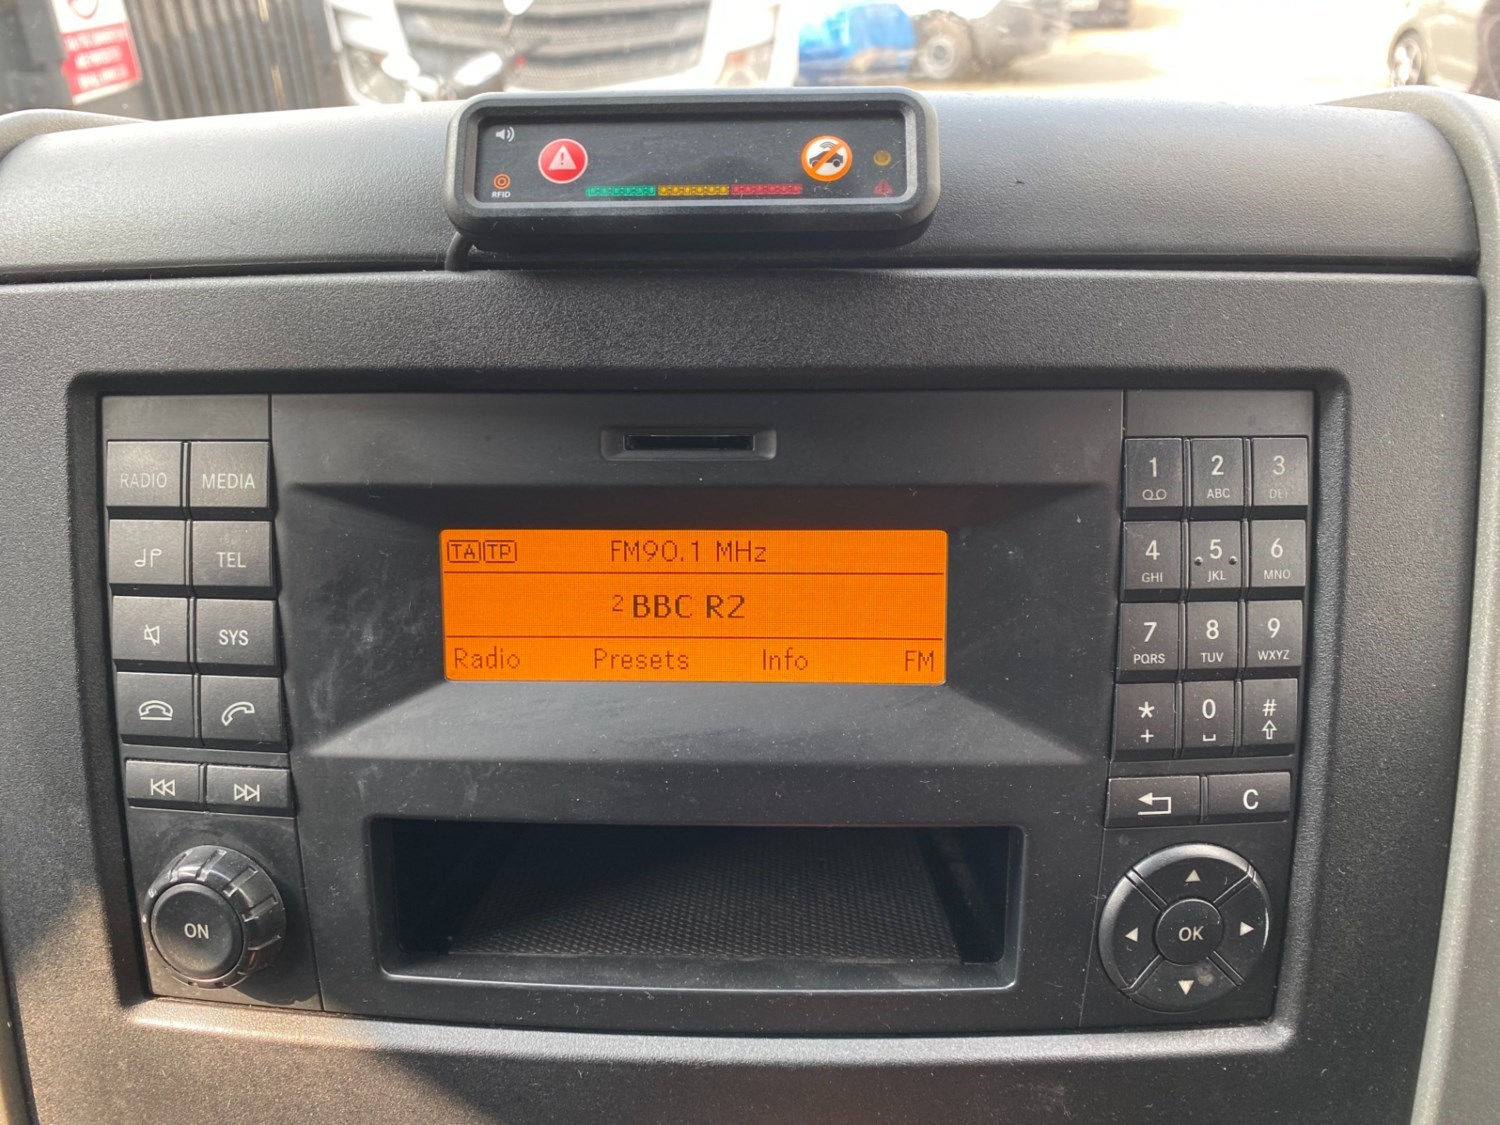 RFID
RADIO MEDIA
TEL
SYS
ON
TA TP FM90.1 MHz
2 BBC R2
Radio Presets Info FM
1 2 3
ABC DEF
4 5 6
GHI JKL MNO
7 8 9
PQRS TUV WXYZ
* 0 #
+
C
OK